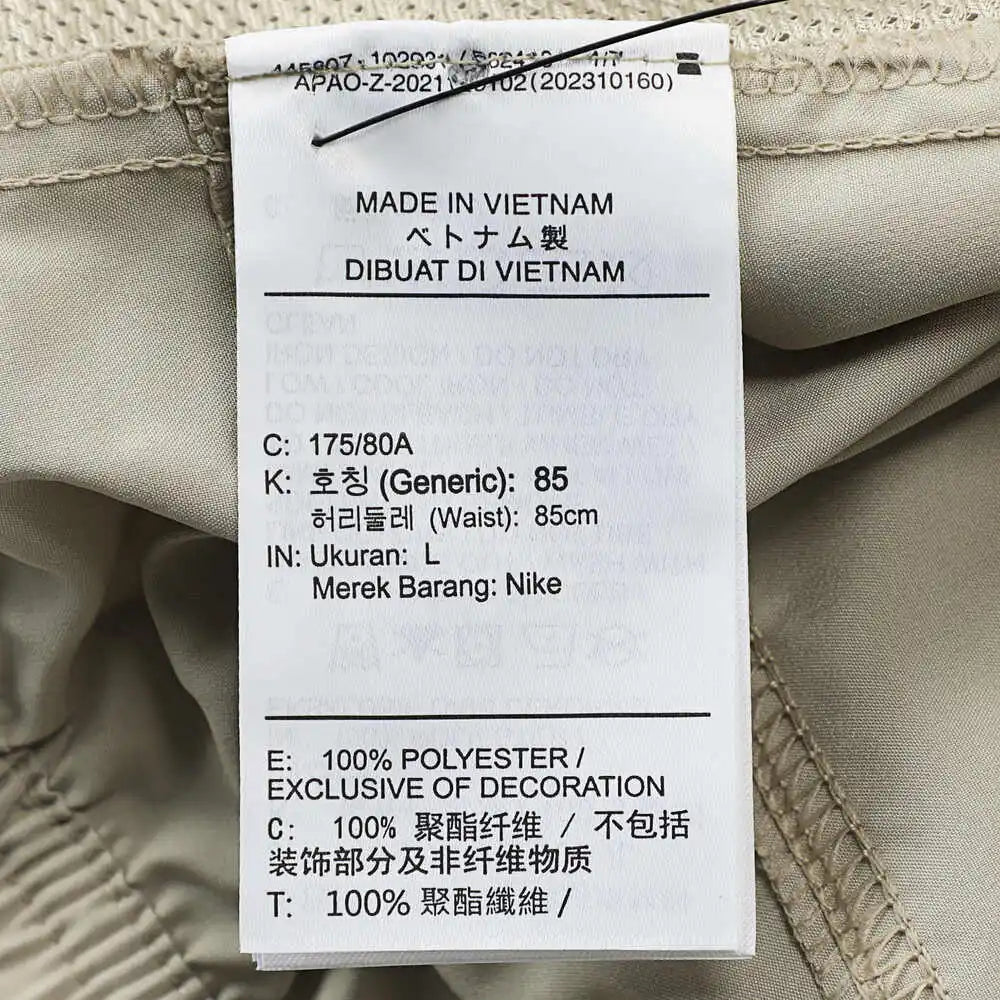 APAO-Z-2021
02(202310160)
MADE IN VIETNAM
ベトナム製
DIBUAT DI VIETNAM
C: 175/80A
K: 호칭 (Generic): 85
허리둘레 (Waist): 85cm
IN: Ukuran: L
Merek Barang: Nike
E: 100% POLYESTER /
EXCLUSIVE OF DECORATION
C: 100% 聚酯纤维 / 不包括
装饰部分及非纤维物质
T: 100% 聚酯纖維 /